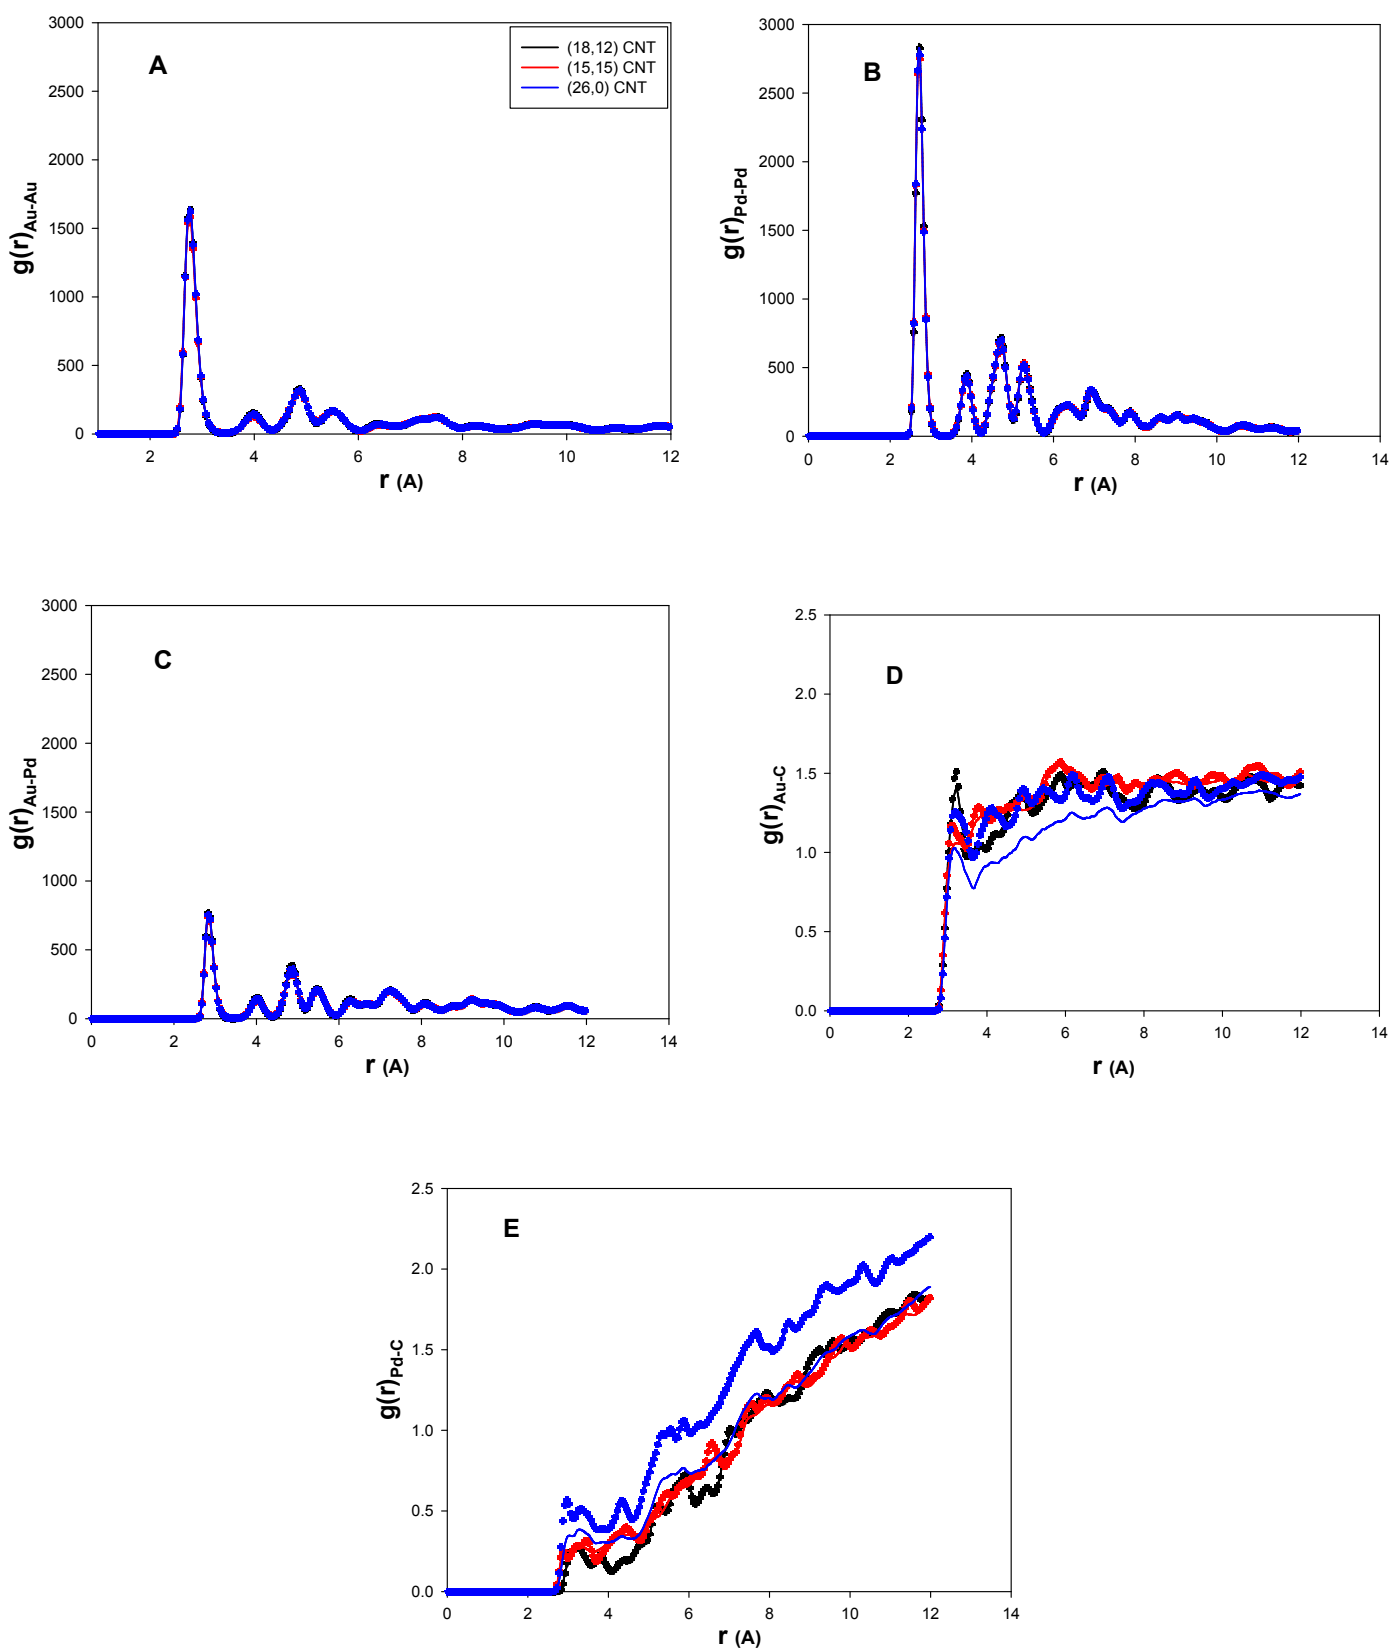 3000
2500
2000
1500
1000
500
0
A
(18,12) CNT
(15,15) CNT
(26,0) CNT
g(r)Au-Au
2 4 6 8 10 12
r (A)
3000
2500
2000
1500
1000
500
0
B
g(r)Pd-Pd
0 2 4 6 8 10 12 14
r (A)
3000
2500
2000
1500
1000
500
0
C
g(r)Au-Pd
0 2 4 6 8 10 12 14
r (A)
2.5
2.0
1.5
1.0
0.5
0.0
D
g(r)Au-C
0 2 4 6 8 10 12 14
r (A)
2.5
2.0
1.5
1.0
0.5
0.0
E
g(r)Pd-C
0 2 4 6 8 10 12 14
r (A)